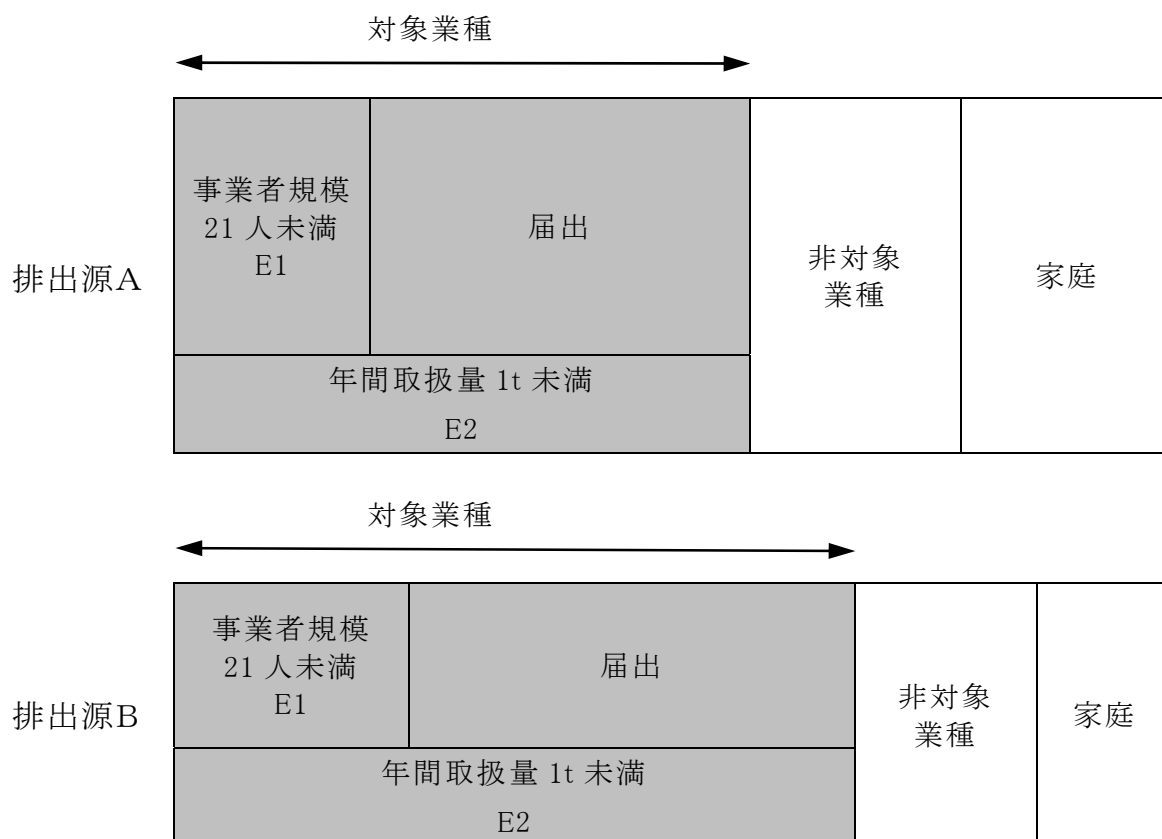 対象業種
排出源A
事業者規模
21 人未満
E1
届出
非対象
業種
家庭
年間取扱量 1t 未満
E2
対象業種
排出源B
事業者規模
21 人未満
E1
届出
非対象
業種
家庭
年間取扱量 1t 未満
E2